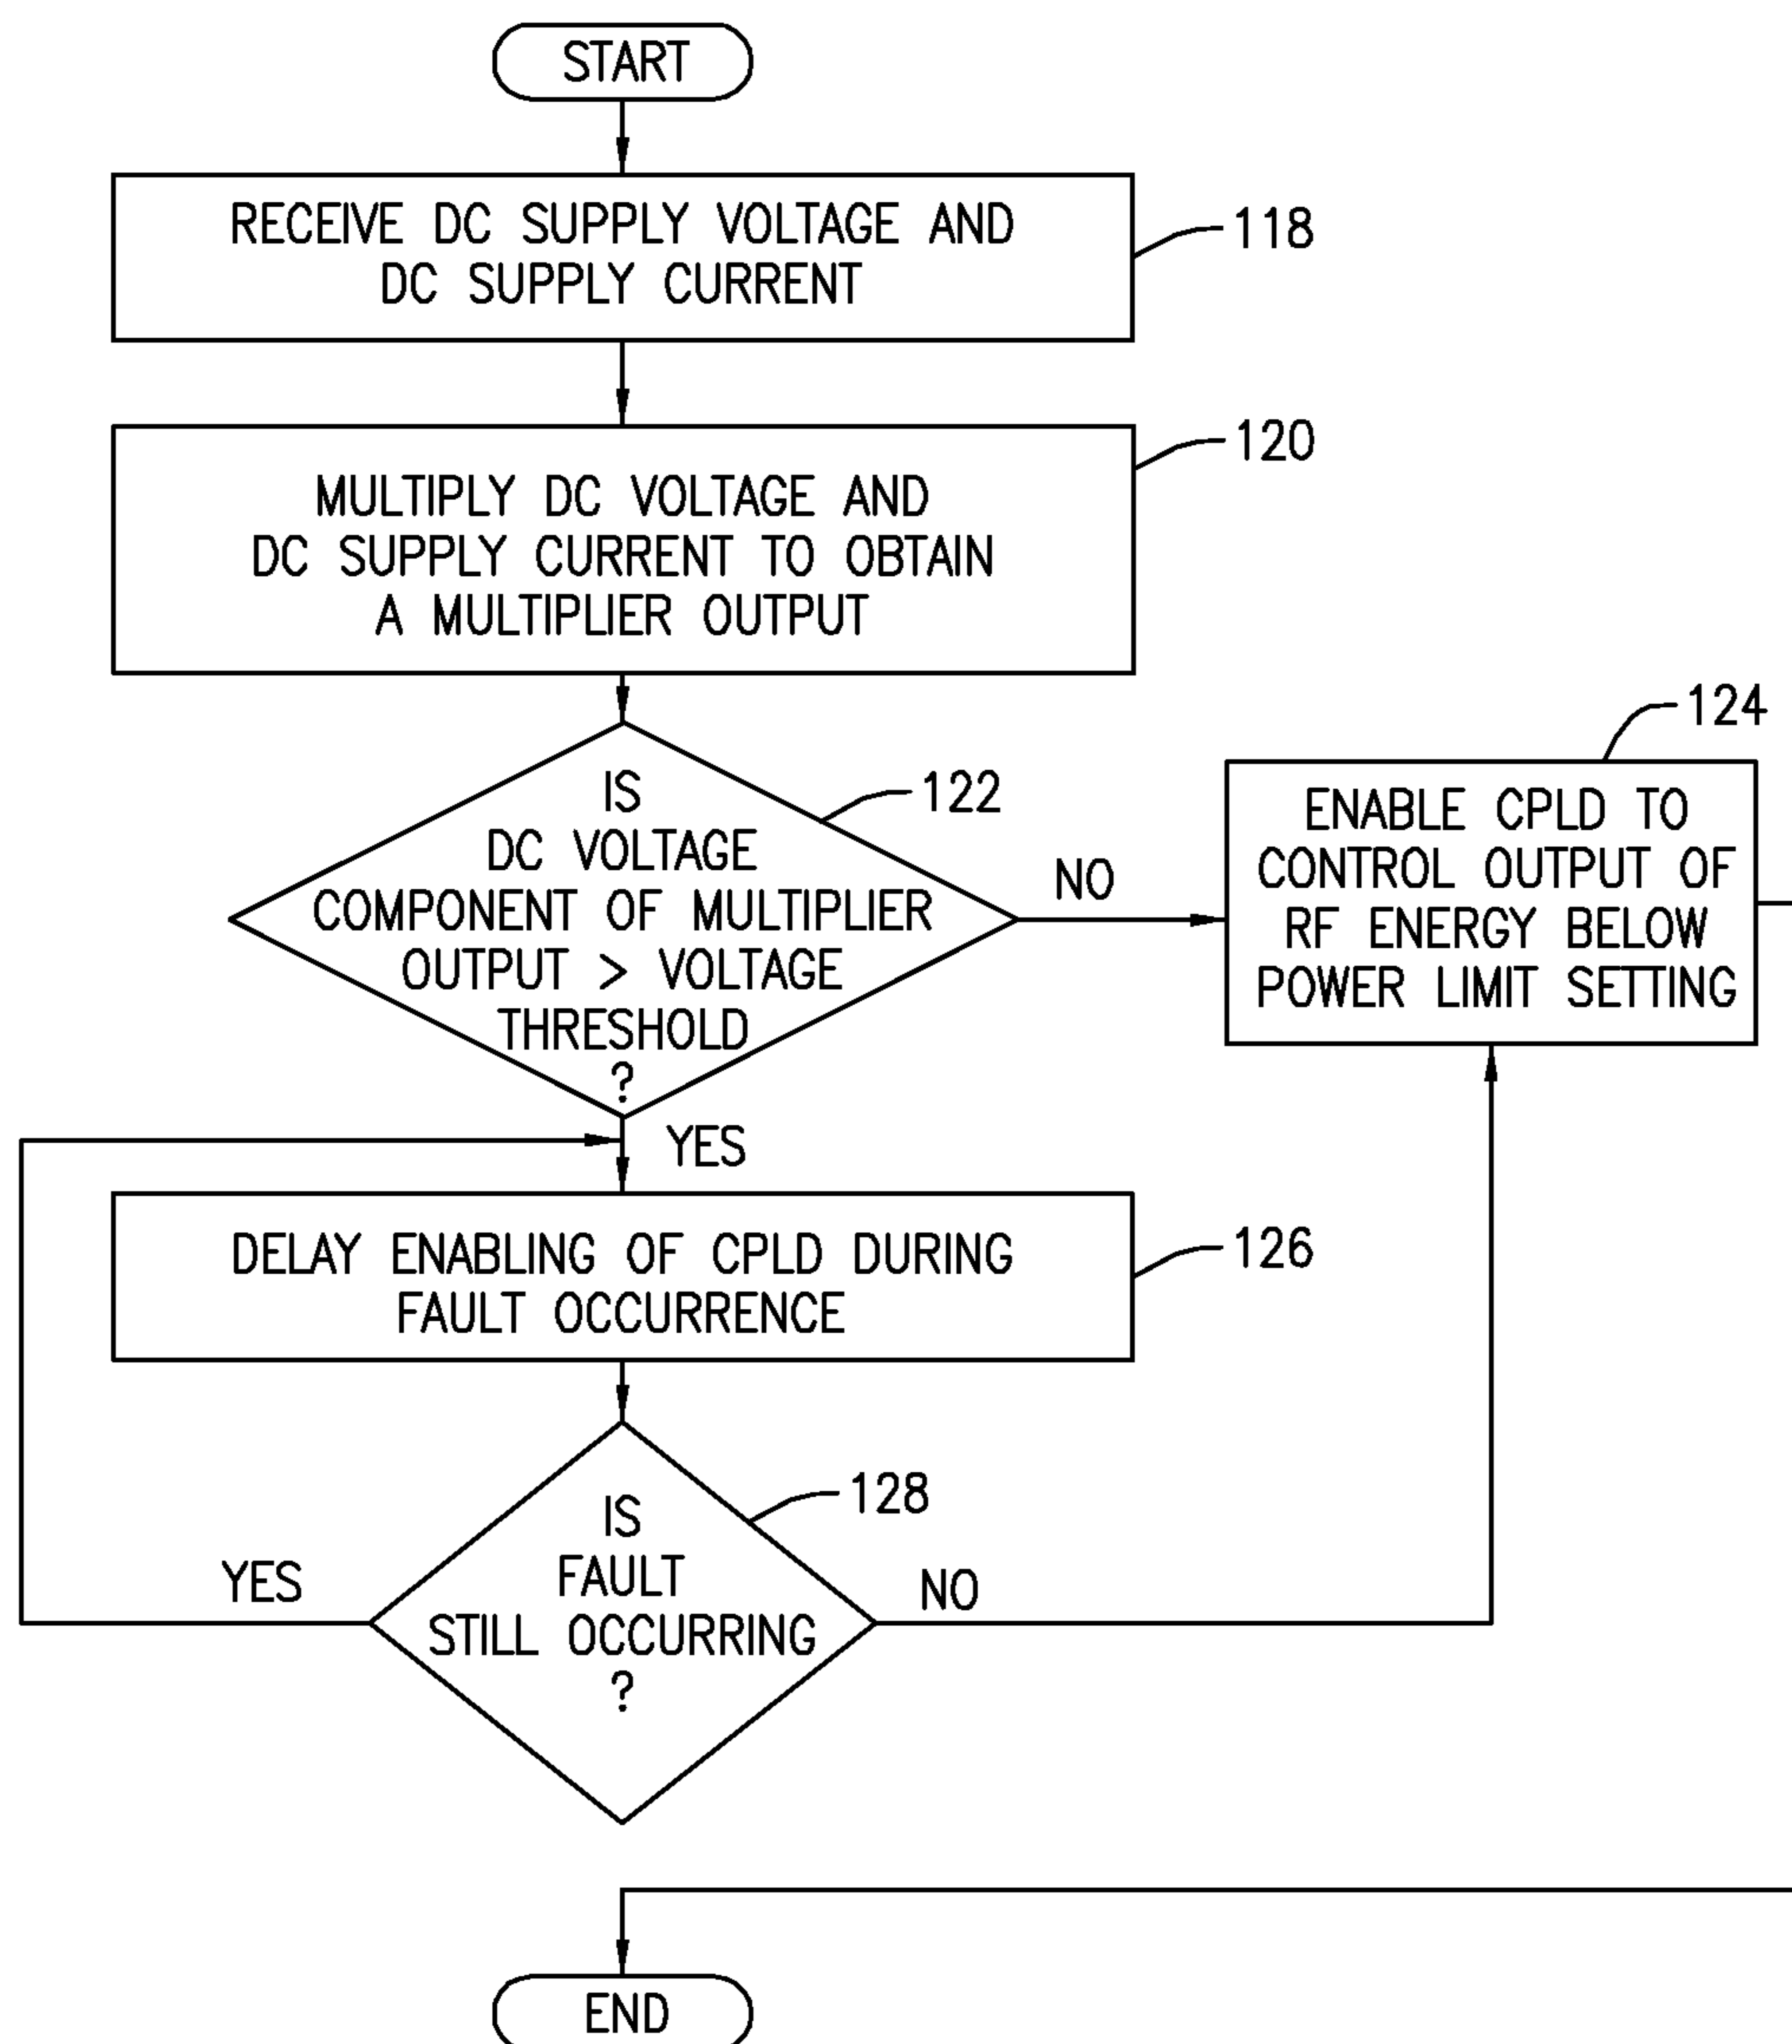 START
RECEIVE DC SUPPLY VOLTAGE AND
DC SUPPLY CURRENT
118
MULTIPLY DC VOLTAGE AND
DC SUPPLY CURRENT TO OBTAIN
A MULTIPLIER OUTPUT
120
IS
DC VOLTAGE
COMPONENT OF MULTIPLIER
OUTPUT > VOLTAGE
THRESHOLD
?
122
NO
ENABLE CPLD TO
CONTROL OUTPUT OF
RF ENERGY BELOW
POWER LIMIT SETTING
124
YES
DELAY ENABLING OF CPLD DURING
FAULT OCCURRENCE
126
IS
FAULT
STILL OCCURRING
?
128
YES
NO
END